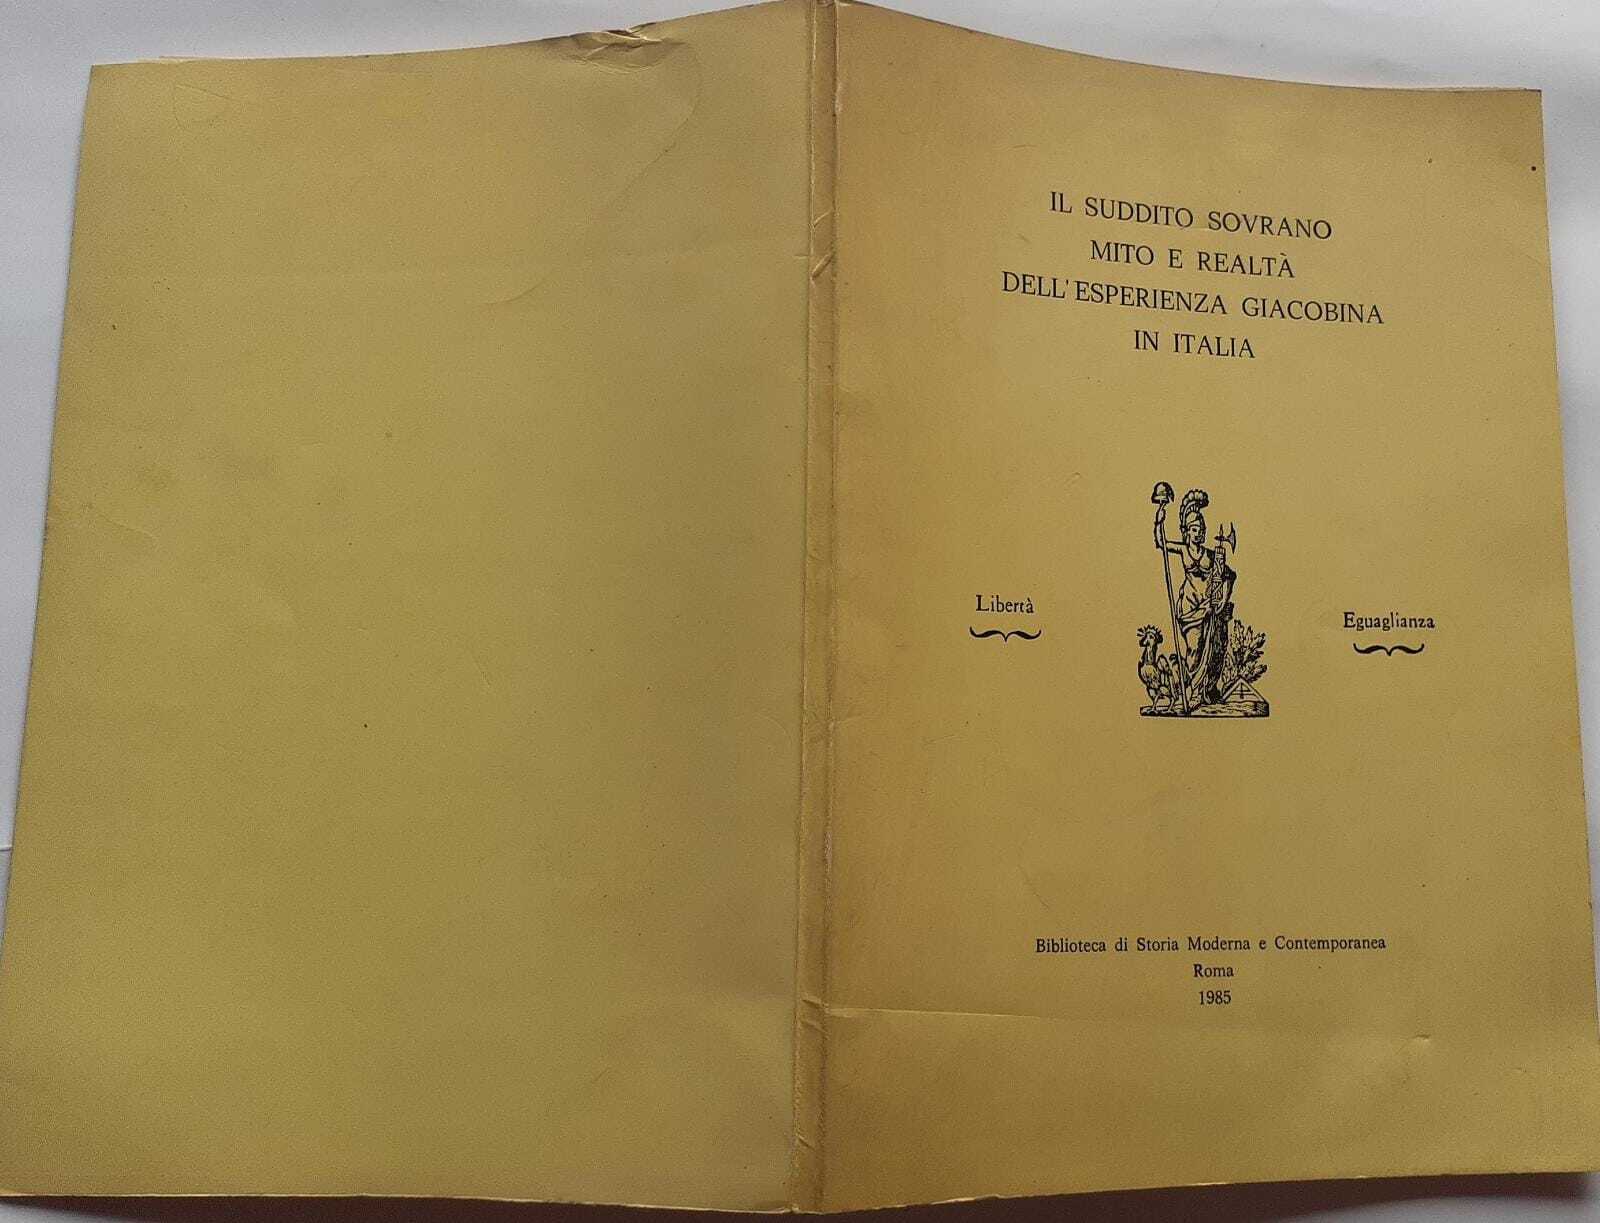 IL SUDDITO SOVRANO
MITO E REALTÀ
DELL'ESPERIENZA GIACOBINA
IN ITALIA
Libertà
Eguaglianza
Biblioteca di Storia Moderna e Contemporanea
Roma
1985